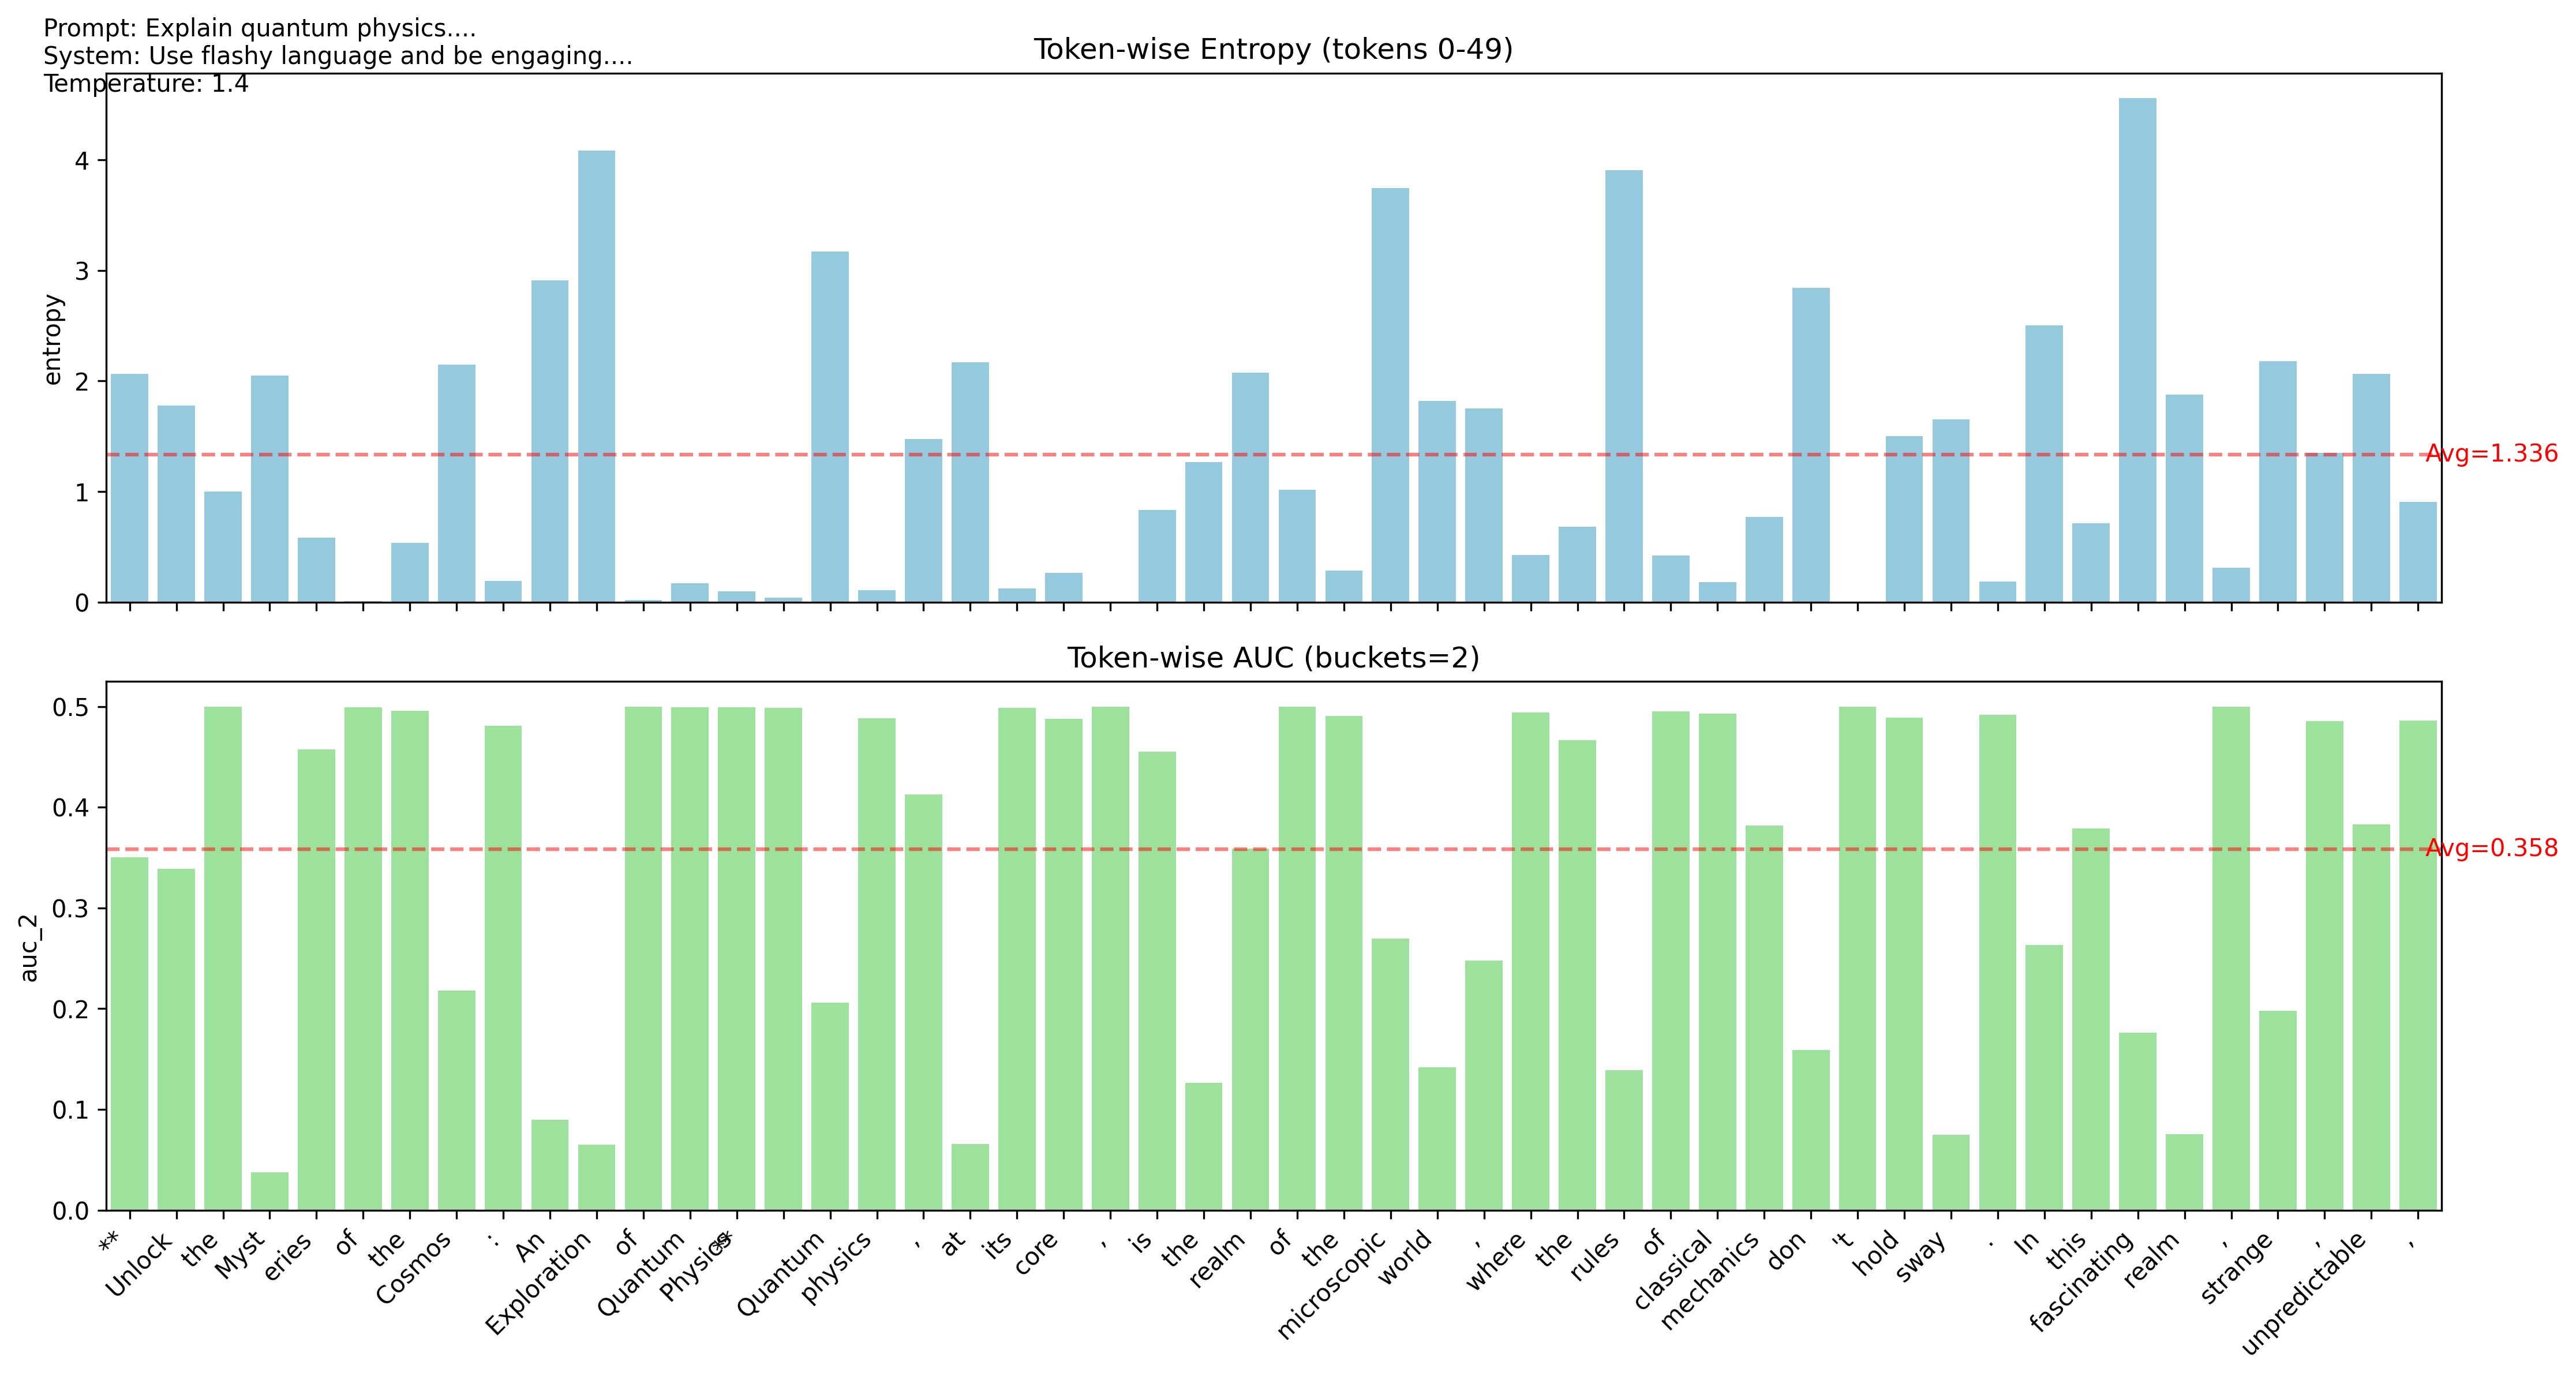 Prompt: Explain quantum physics....
System: Use flashy language and be engaging....
Temperature: 1.4
Token-wise Entropy (tokens 0-49)
entropy
4
3
2
1
0
Avg=1.336
Token-wise AUC (buckets=2)
auc_2
0.5
0.4
0.3
0.2
0.1
0.0
Avg=0.358
** Unlock the Myst eries of the Cosmos : An Exploration of Quantum Physics ** Quantum physics , at its core , is the realm of the microscopic world , where the rules of classical mechanics don 't hold sway . In this fascinating realm , strange , unpredictable ,